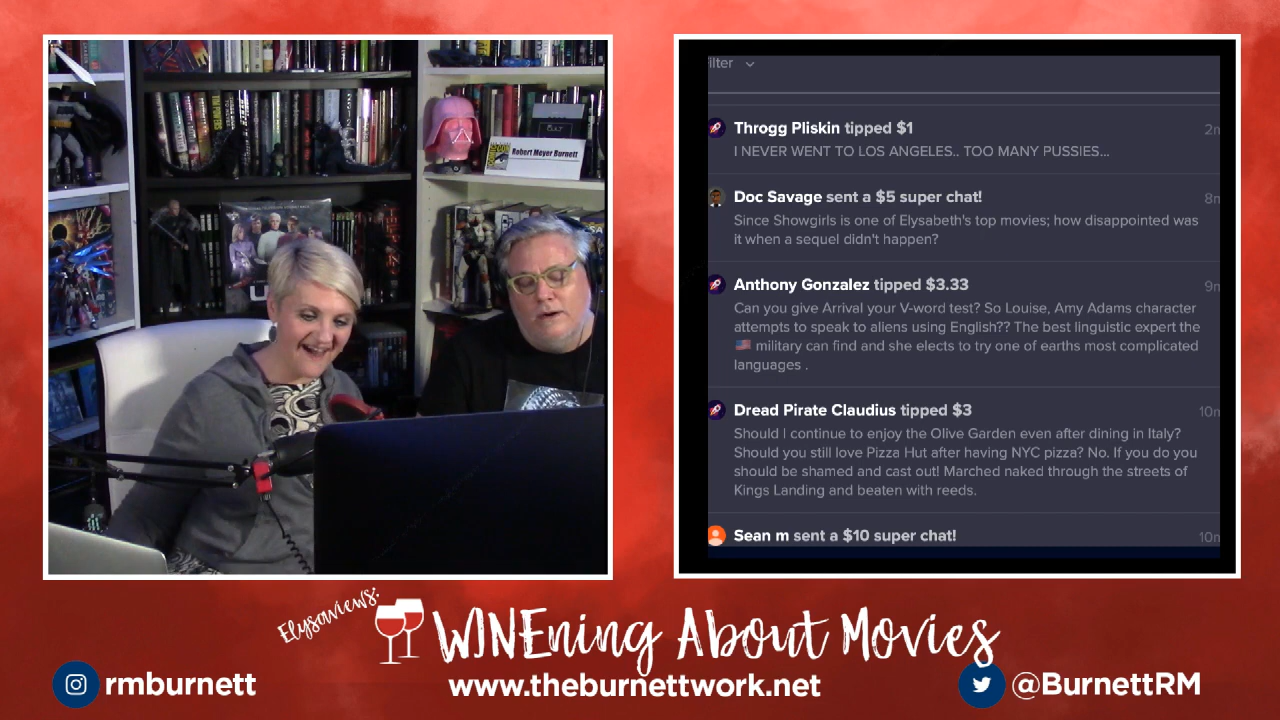 Robert Meyer Burnett
CULT
TIM POWERS
ilter
Throgg Pliskin tipped $1
2m
I NEVER WENT TO LOS ANGELES.. TOO MANY PUSSIES...
Doc Savage sent a $5 super chat!
8m
Since Showgirls is one of Elysabeth's top movies; how disappointed was
it when a sequel didn't happen?
Anthony Gonzalez tipped $3.33
9m
Can you give Arrival your V-word test? So Louise, Amy Adams character
attempts to speak to aliens using English?? The best linguistic expert the
🇺🇸 military can find and she elects to try one of earths most complicated
languages .
Dread Pirate Claudius tipped $3
10m
Should I continue to enjoy the Olive Garden even after dining in Italy?
Should you still love Pizza Hut after having NYC pizza? No. If you do you
should be shamed and cast out! Marched naked through the streets of
Kings Landing and beaten with reeds.
Sean m sent a $10 super chat!
10m
Elysaviews:
WINEning About Movies
rmburnett
www.theburnettwork.net
@BurnettRM